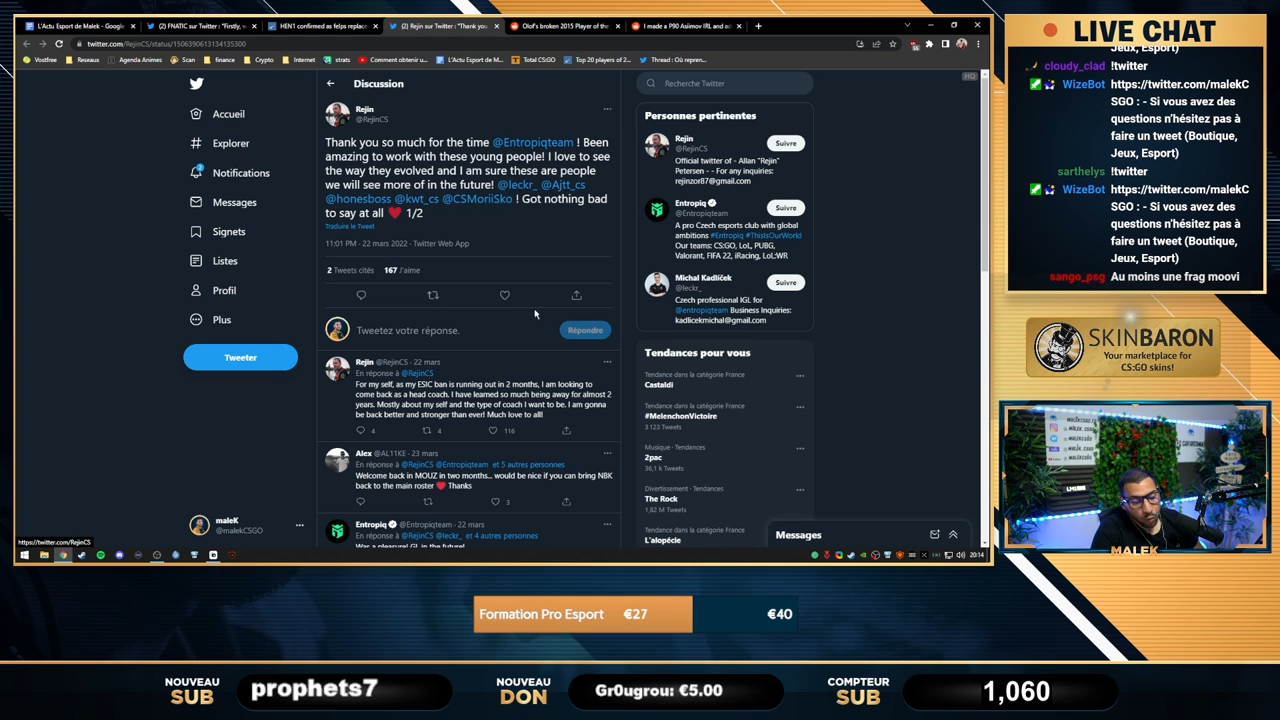 L'Actu Esport de Malek - Google
(2) FNATIC sur Twitter : "Firstly, w
HEN1 confirmed as felps replace
(2) Rejin sur Twitter : "Thank you
Olof's broken 2015 Player of the
I made a P90 Asiimov IRL and a
twitter.com/RejinCS/status/1506390613134135300
Vostfree
Reseaux
Agenda Animes
Scan
finance
Crypto
Internet
strats
Comment obtenir u...
L'Actu Esport de M...
Total CS:GO
Top 20 players of 2...
Thread : Où répren...
Accueil
Explorer
Notifications
Messages
Signets
Listes
Profil
Plus
Tweeter
maleK
@malekCSGO
https://twitter.com/RejinCS
Discussion
Rejin
@RejinCS
Thank you so much for the time @Entropiqteam ! Been
amazing to work with these young people! I love to see
the way they evolved and I am sure these are people
we will see more of in the future! @leckr_ @Ajtt_cs
@honesboss @kwt_cs @CSMoriiSko ! Got nothing bad
to say at all ❤️ 1/2
Traduire le Tweet
11:01 PM · 22 mars 2022 · Twitter Web App
2 Tweets cités 167 J'aime
Tweetez votre réponse.
Répondre
Rejin @RejinCS · 22 mars
En réponse à @RejinCS
For my self, as my ESIC ban is running out in 2 months, I am looking to
come back as a head coach. I have learned so much being away for almost 2
years. Mostly about my self and the type of coach I want to be. I am gonna
be back better and stronger than ever! Much love to all!
4 4 116
Alex @AL11KE · 23 mars
En réponse à @RejinCS @Entropiqteam et 5 autres personnes
Welcome back in MOUZ in two months... would be nice if you can bring NBK
back to the main roster ❤️ Thanks
3
Entropiq @Entropiqteam · 22 mars
En réponse à @RejinCS @leckr_ et 4 autres personnes
Was a pleasure! GL in the future!
HQ
Recherche Twitter
Personnes pertinentes
Rejin
@RejinCS
Suivre
Official twitter of - Allan "Rejin"
Petersen - - For any inquiries:
rejinzor87@gmail.com
Entropiq
@Entropiqteam
Suivre
A pro Czech esports club with global
ambitions #Entropiq #ThisIsOurWorld
Our teams: CS:GO, LoL, PUBG,
Valorant, FIFA 22, iRacing, LoL:WR
Michal Kadlíček
@leckr_
Suivre
Czech professional IGL for
@entropiqteam Business Inquiries:
kadlicekmichal@gmail.com
Tendances pour vous
Tendance dans la catégorie France
Castaldi
Tendance dans la catégorie France
#MelenchonVictoire
3 123 Tweets
Musique · Tendances
2pac
36,1 k Tweets
Divertissement · Tendances
The Rock
1,82 M Tweets
Tendance dans la catégorie France
L'alopécie
Messages
20:14
LIVE CHAT
Jeux, Esport)
cloudy_clad !twitter
WizeBot https://twitter.com/malekC
SGO : - Si vous avez des
questions n'hésitez pas à
faire un tweet (Boutique,
Jeux, Esport)
sarthelys !twitter
WizeBot https://twitter.com/malekC
SGO : - Si vous avez des
questions n'hésitez pas à
faire un tweet (Boutique,
Jeux, Esport)
sango_psg Au moins une frag moovi
SKINBARON
Your marketplace for
CS:GO skins!
MALEK
Formation Pro Esport €27 €40
NOUVEAU
SUB
prophets7
NOUVEAU
DON
Gr0ugrou: €5.00
COMPTEUR
SUB
1,060